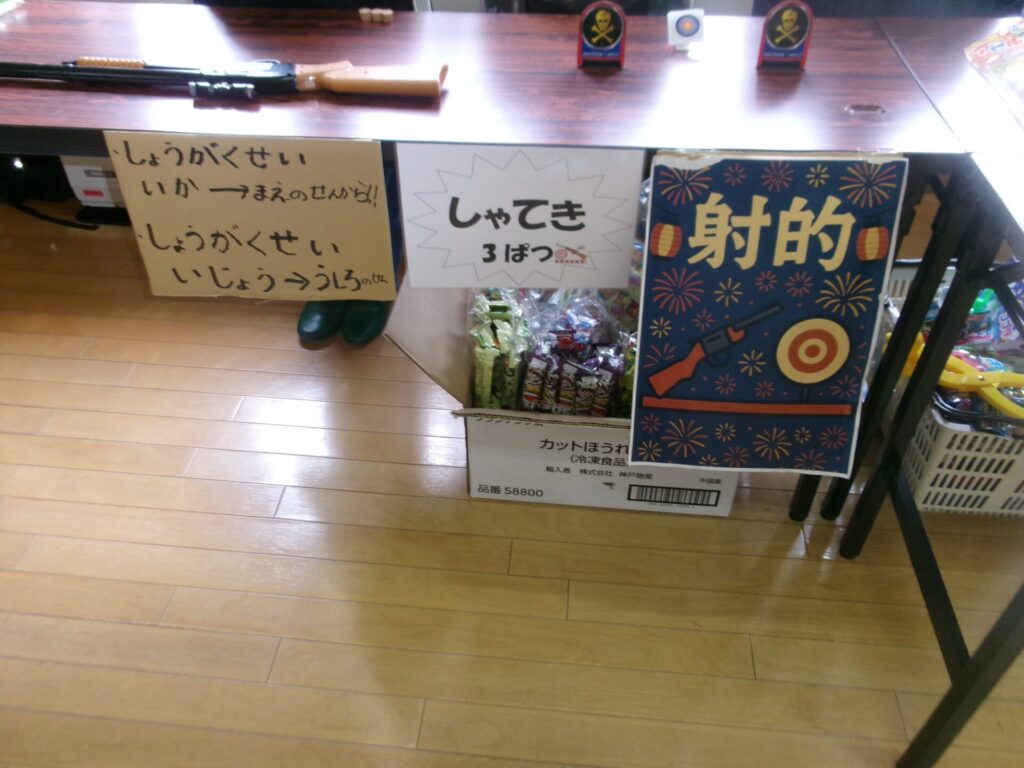 ・しょうがくせい
いか→まえのせんから!!
・しょうがくせい
いじょう→うしろの
しゃてき
3ぱつ
射的
カットほうれ
(冷凍食品
輸入者 株式会社 神戸物産
中国産
品番 58800